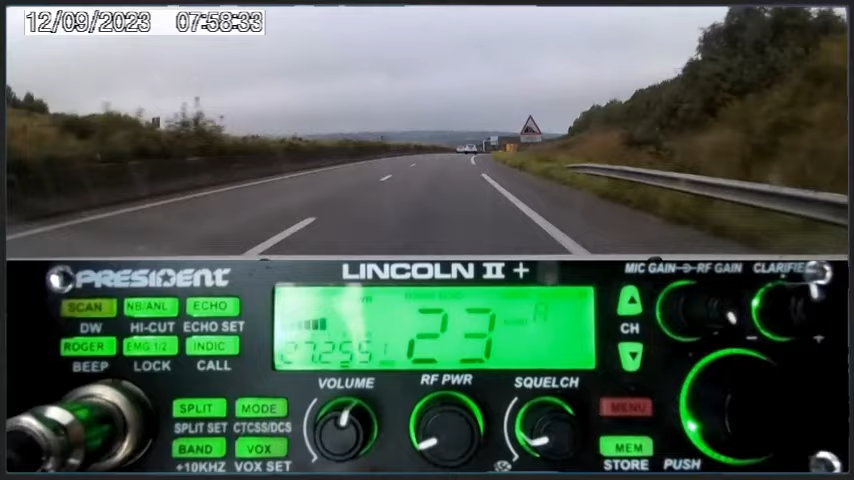 12/09/2023 07:58:33
PRESIDENT LINCOLN II + MIC GAIN RF GAIN CLARIFIER
SCAN NB/ANL ECHO
DW HI-CUT ECHO SET CH
ROGER EMG 1/2 INDIC
BEEP LOCK CALL
23
27.255
VOLUME RF PWR SQUELCH
SPLIT MODE MENU
SPLIT SET CTCSS/DCS
BAND VOX MEM
+10KHZ VOX SET STORE PUSH